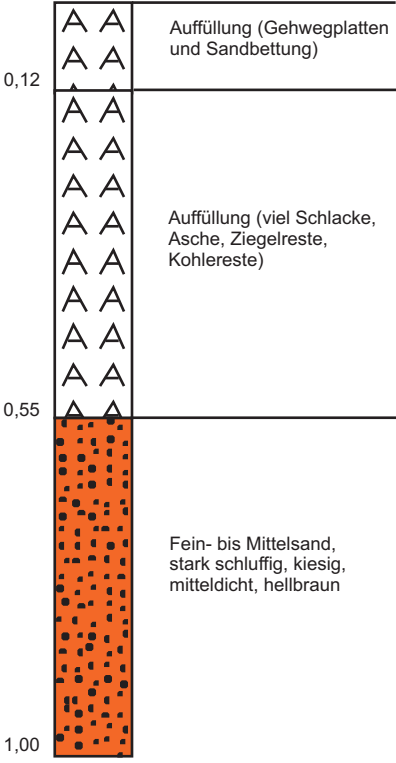 Auffüllung (Gehwegplatten
und Sandbettung)
0,12
Auffüllung (viel Schlacke,
Asche, Ziegelreste,
Kohlereste)
0,55
Fein- bis Mittelsand,
stark schluffig, kiesig,
mitteldicht, hellbraun
1,00